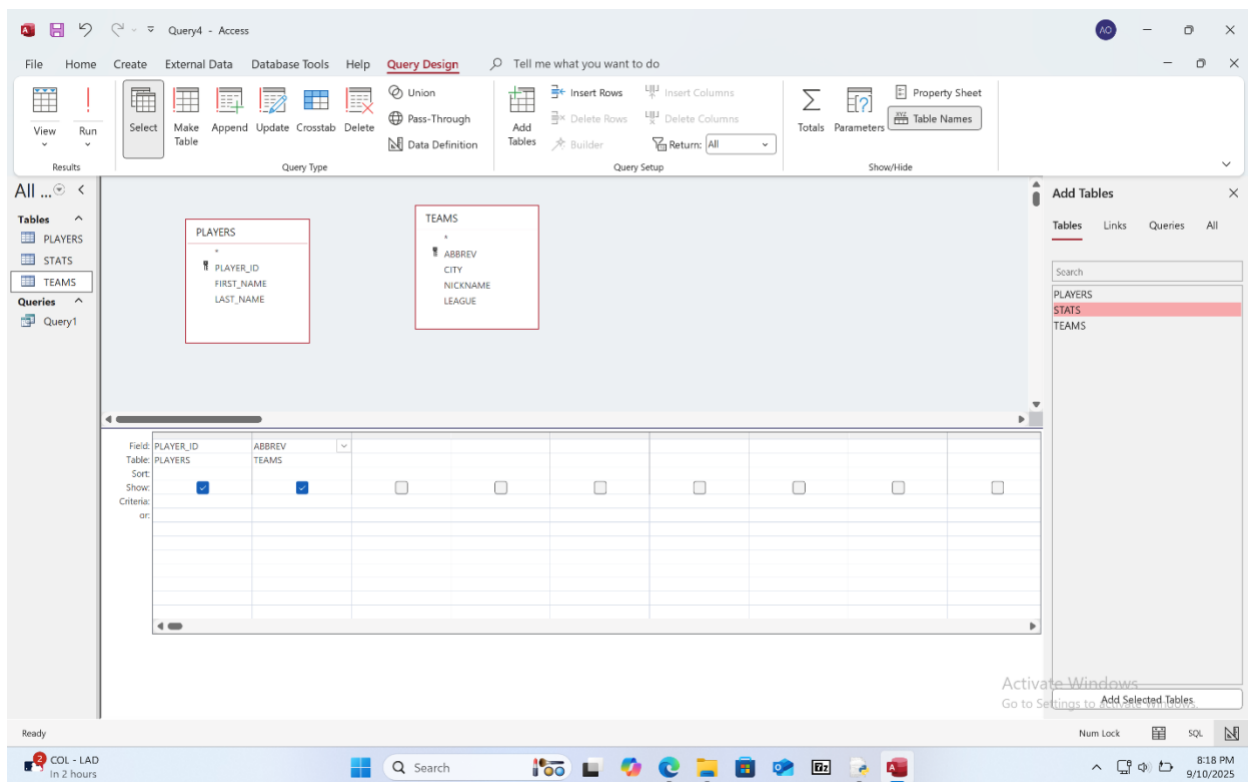 Query4 - Access
AO
File Home Create External Data Database Tools Help Query Design Tell me what you want to do
View
Run
Results
Select
Make Table
Append
Update
Crosstab
Delete
Union
Pass-Through
Data Definition
Query Type
Add Tables
Insert Rows
Delete Rows
Builder
Insert Columns
Delete Columns
Return: All
Query Setup
Totals
Parameters
Property Sheet
Table Names
Show/Hide
All ...
Tables
PLAYERS
STATS
TEAMS
Queries
Query1
PLAYERS
*
PLAYER_ID
FIRST_NAME
LAST_NAME
TEAMS
*
ABBREV
CITY
NICKNAME
LEAGUE
Field: PLAYER_ID ABBREV
Table: PLAYERS TEAMS
Sort:
Show:
Criteria:
or:
Add Tables
Tables Links Queries All
Search
PLAYERS
STATS
TEAMS
Activate Windows
Go to Settings to activate Windows.
Add Selected Tables
Ready
Num Lock
SQL
2
COL - LAD
In 2 hours
Search
8:18 PM
9/10/2025